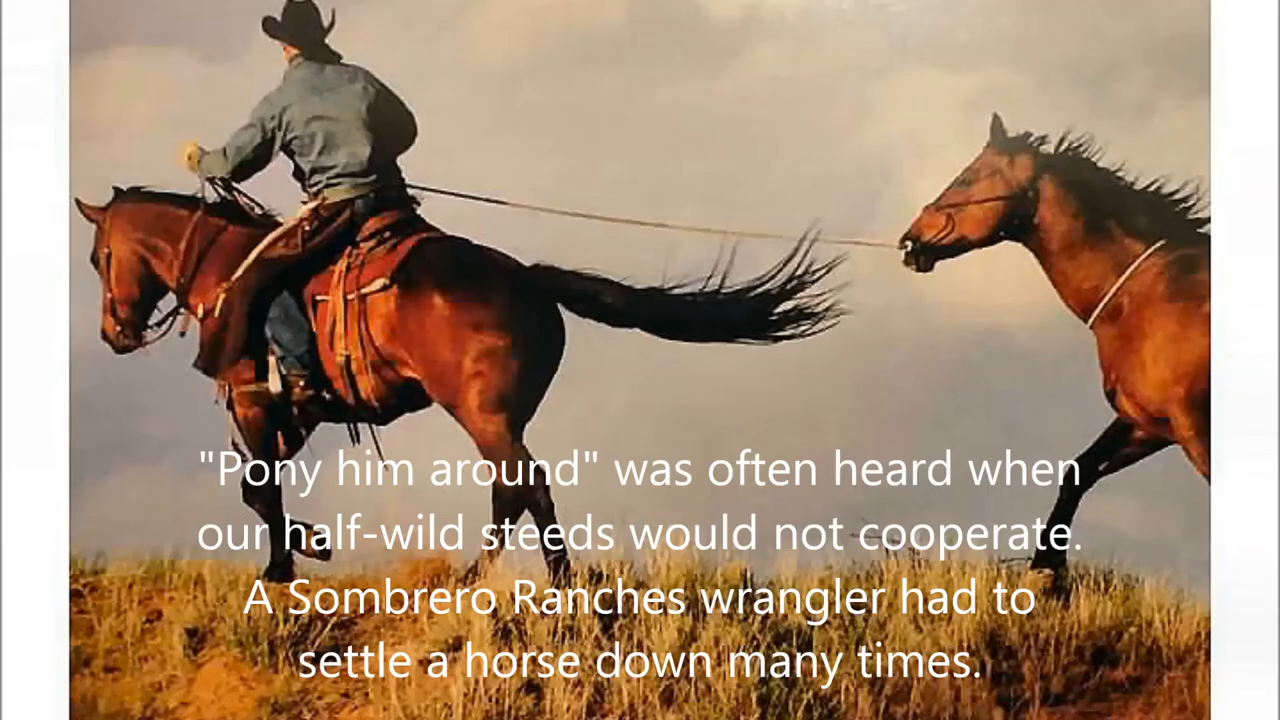 "Pony him around" was often heard when
our half-wild steeds would not cooperate.
A Sombrero Ranches wrangler had to
settle a horse down many times.